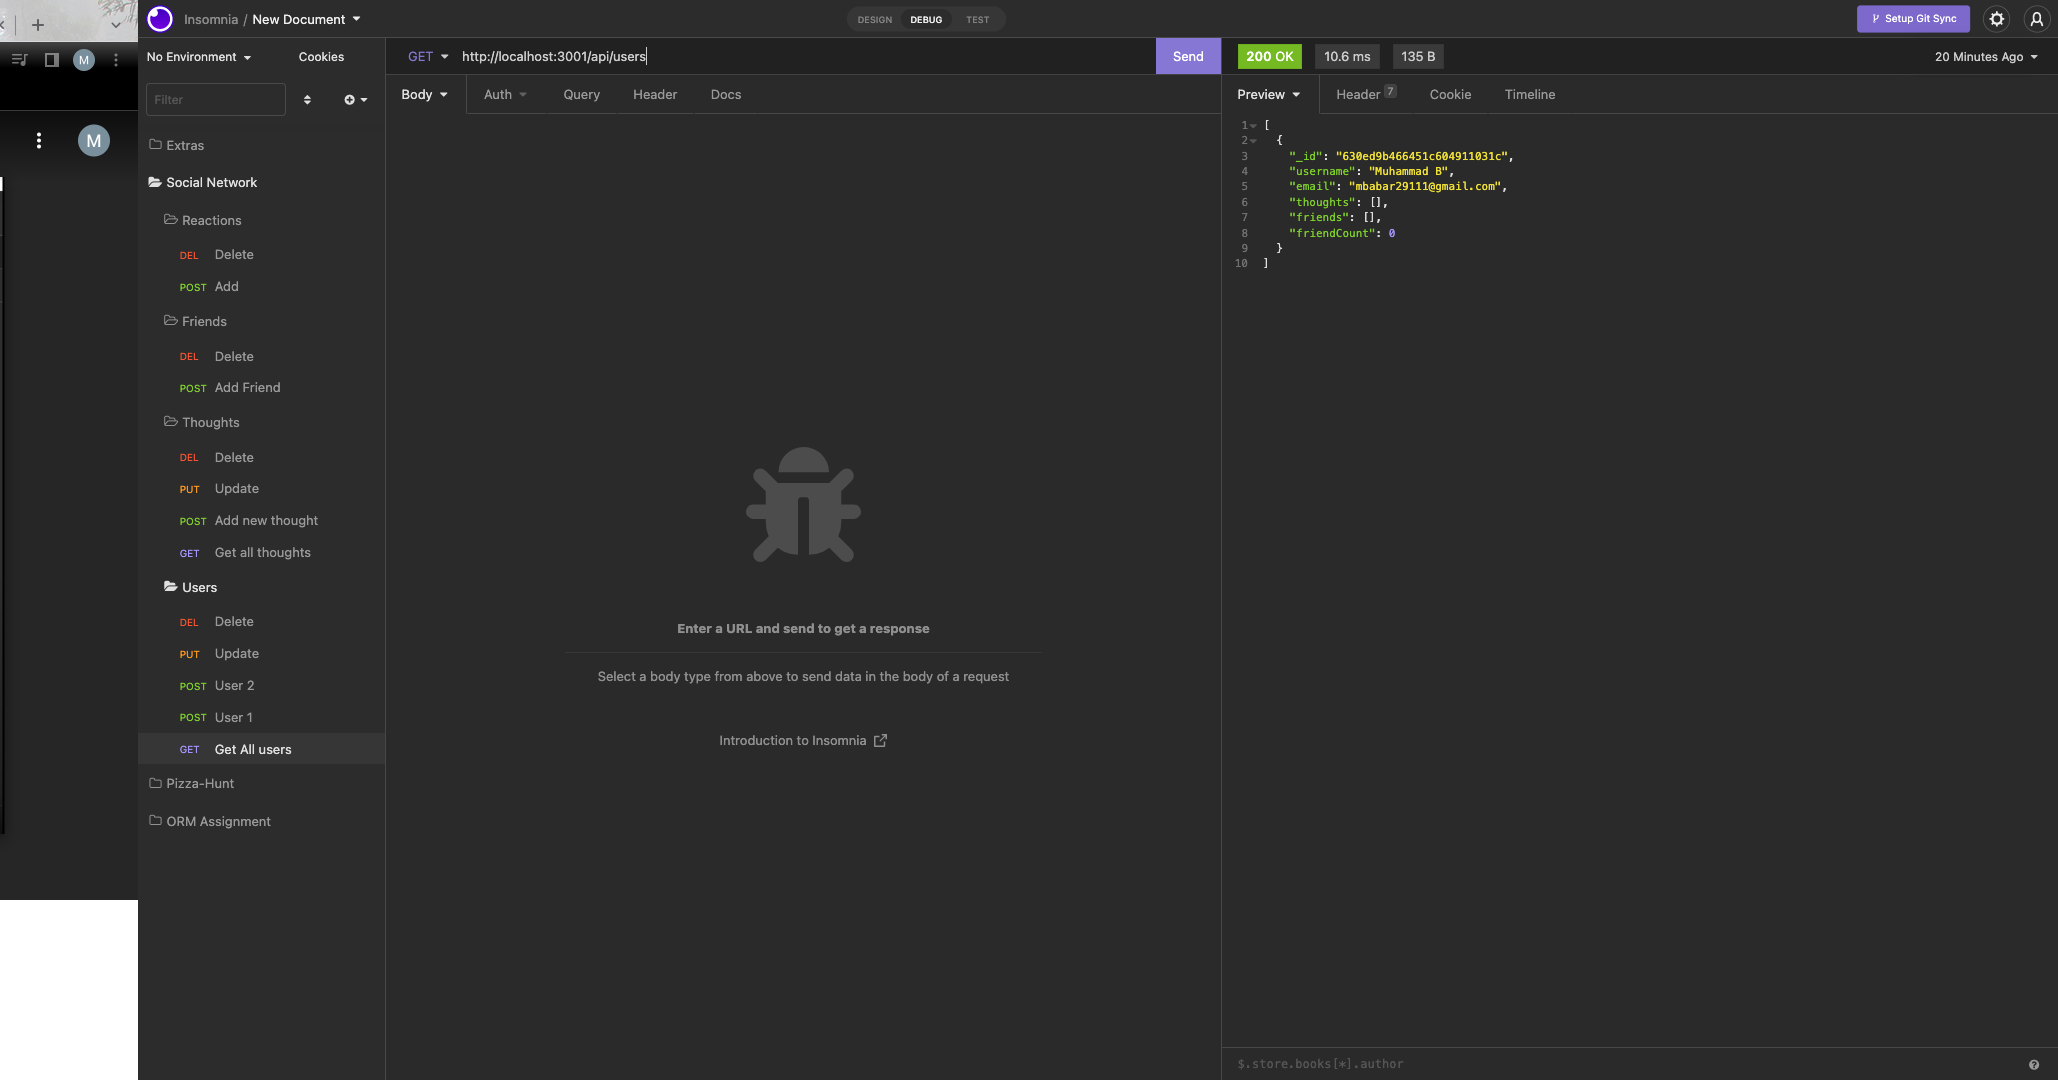 Insomnia / New Document
DESIGN DEBUG TEST
Setup Git Sync
M
No Environment
Cookies
GET http://localhost:3001/api/users
Send
200 OK 10.6 ms 135 B
20 Minutes Ago
Filter
Body Auth Query Header Docs
Preview Header 7 Cookie Timeline
M
Extras
Social Network
Reactions
DEL Delete
POST Add
Friends
DEL Delete
POST Add Friend
Thoughts
DEL Delete
PUT Update
POST Add new thought
GET Get all thoughts
Users
DEL Delete
PUT Update
POST User 2
POST User 1
GET Get All users
Pizza-Hunt
ORM Assignment
Enter a URL and send to get a response
Select a body type from above to send data in the body of a request
Introduction to Insomnia
1 [
2 {
3 "_id": "630ed9b466451c604911031c",
4 "username": "Muhammad B",
5 "email": "mbabar29111@gmail.com",
6 "thoughts": [],
7 "friends": [],
8 "friendCount": 0
9 }
10 ]
$.store.books[*].author